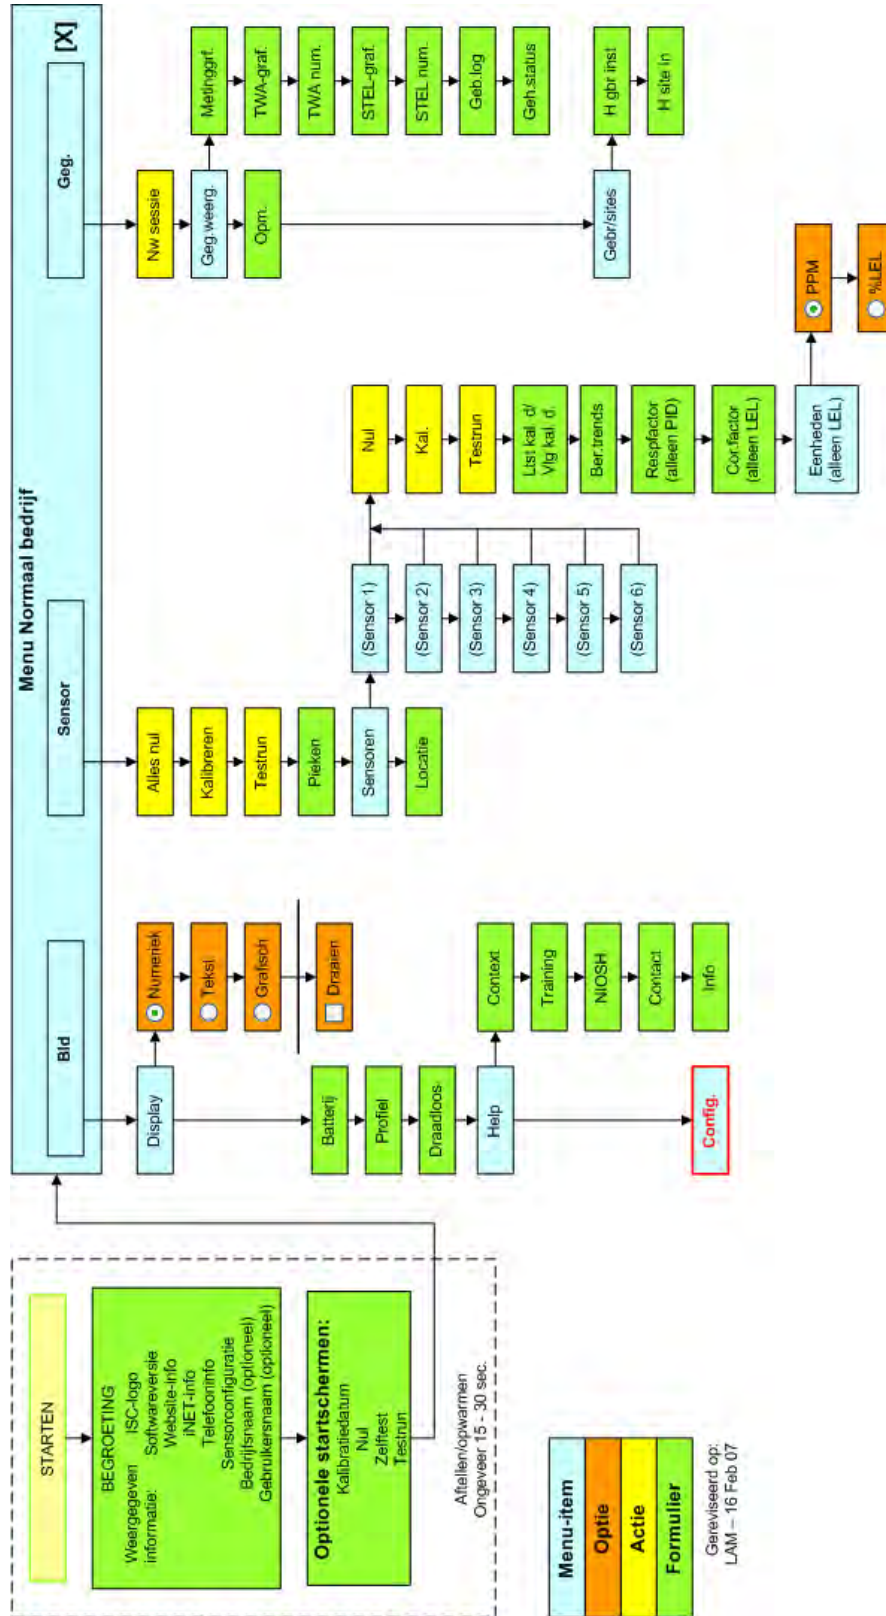 STARTEN
BEGROETING
Weergegeven informatie:
ISC-logo
Softwareversie
Website-info
iNET-info
Telefooninfo
Sensorconfiguratie
Bedrijfsnaam (optioneel)
Gebruikersnaam (optioneel)
Optionele startschermen:
Kalibratiedatum
Nul
Zelftest
Testrun
Aftellen/opwarmen
Ongeveer 15 - 30 sec.
Menu-item
Optie
Actie
Formulier
Gereviseerd op:
LAM – 16 Feb 07
Menu Normaal bedrijf
[X]
Bld
Sensor
Geg.
Display
Numeriek
Tekst
Grafisch
Draaien
Batterij
Profiel
Draadloos-
Help
Context
Training
NIOSH
Contact
Info
Config.
Alles nul
Kalibreren
Testrun
Pieken
Sensoren
Locatie
(Sensor 1)
(Sensor 2)
(Sensor 3)
(Sensor 4)
(Sensor 5)
(Sensor 6)
Nul
Kal.
Testrun
Ltst kal. d/
Vlg kal. d.
Ber.trends
Respfactor
(alleen PID)
Cor.factor
(alleen LEL)
Eenheden
(alleen LEL)
PPM
%LEL
Nw sessie
Geg.weerg.
Opm.
Metinggrf.
TWA-graf.
TWA num.
STEL-graf.
STEL num.
Geb.log
Geh.status
Gebr/sites
H gbr inst
H site in